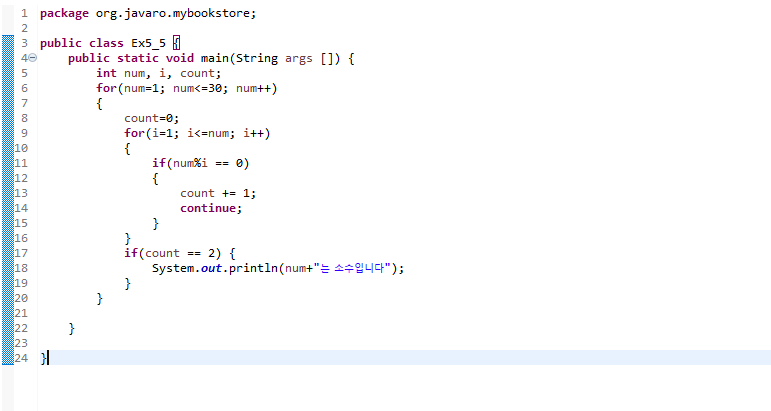 1 package org.javaro.mybookstore;
2
3 public class Ex5_5 {
4 public static void main(String args []) {
5 int num, i, count;
6 for(num=1; num<=30; num++)
7 {
8 count=0;
9 for(i=1; i<=num; i++)
10 {
11 if(num%i == 0)
12 {
13 count += 1;
14 continue;
15 }
16 }
17 if(count == 2) {
18 System.out.println(num+"는 소수입니다");
19 }
20 }
21
22 }
23
24 }